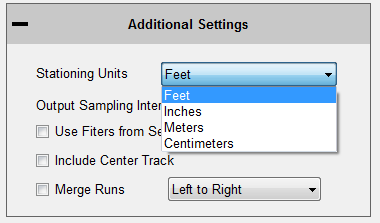 Additional Settings
Stationing Units Feet
Feet
Output Sampling Inter
Inches
Use Fiters from Se
Meters
Centimeters
Include Center Track
Merge Runs Left to Right